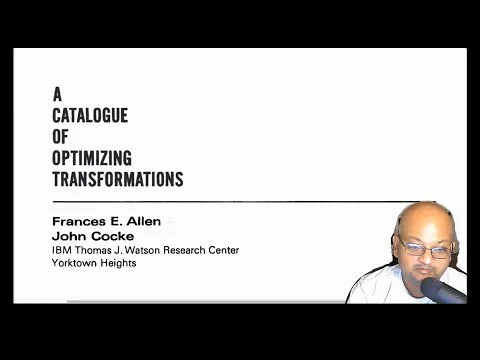 A
CATALOGUE
OF
OPTIMIZING
TRANSFORMATIONS
Frances E. Allen
John Cocke
IBM Thomas J. Watson Research Center
Yorktown Heights